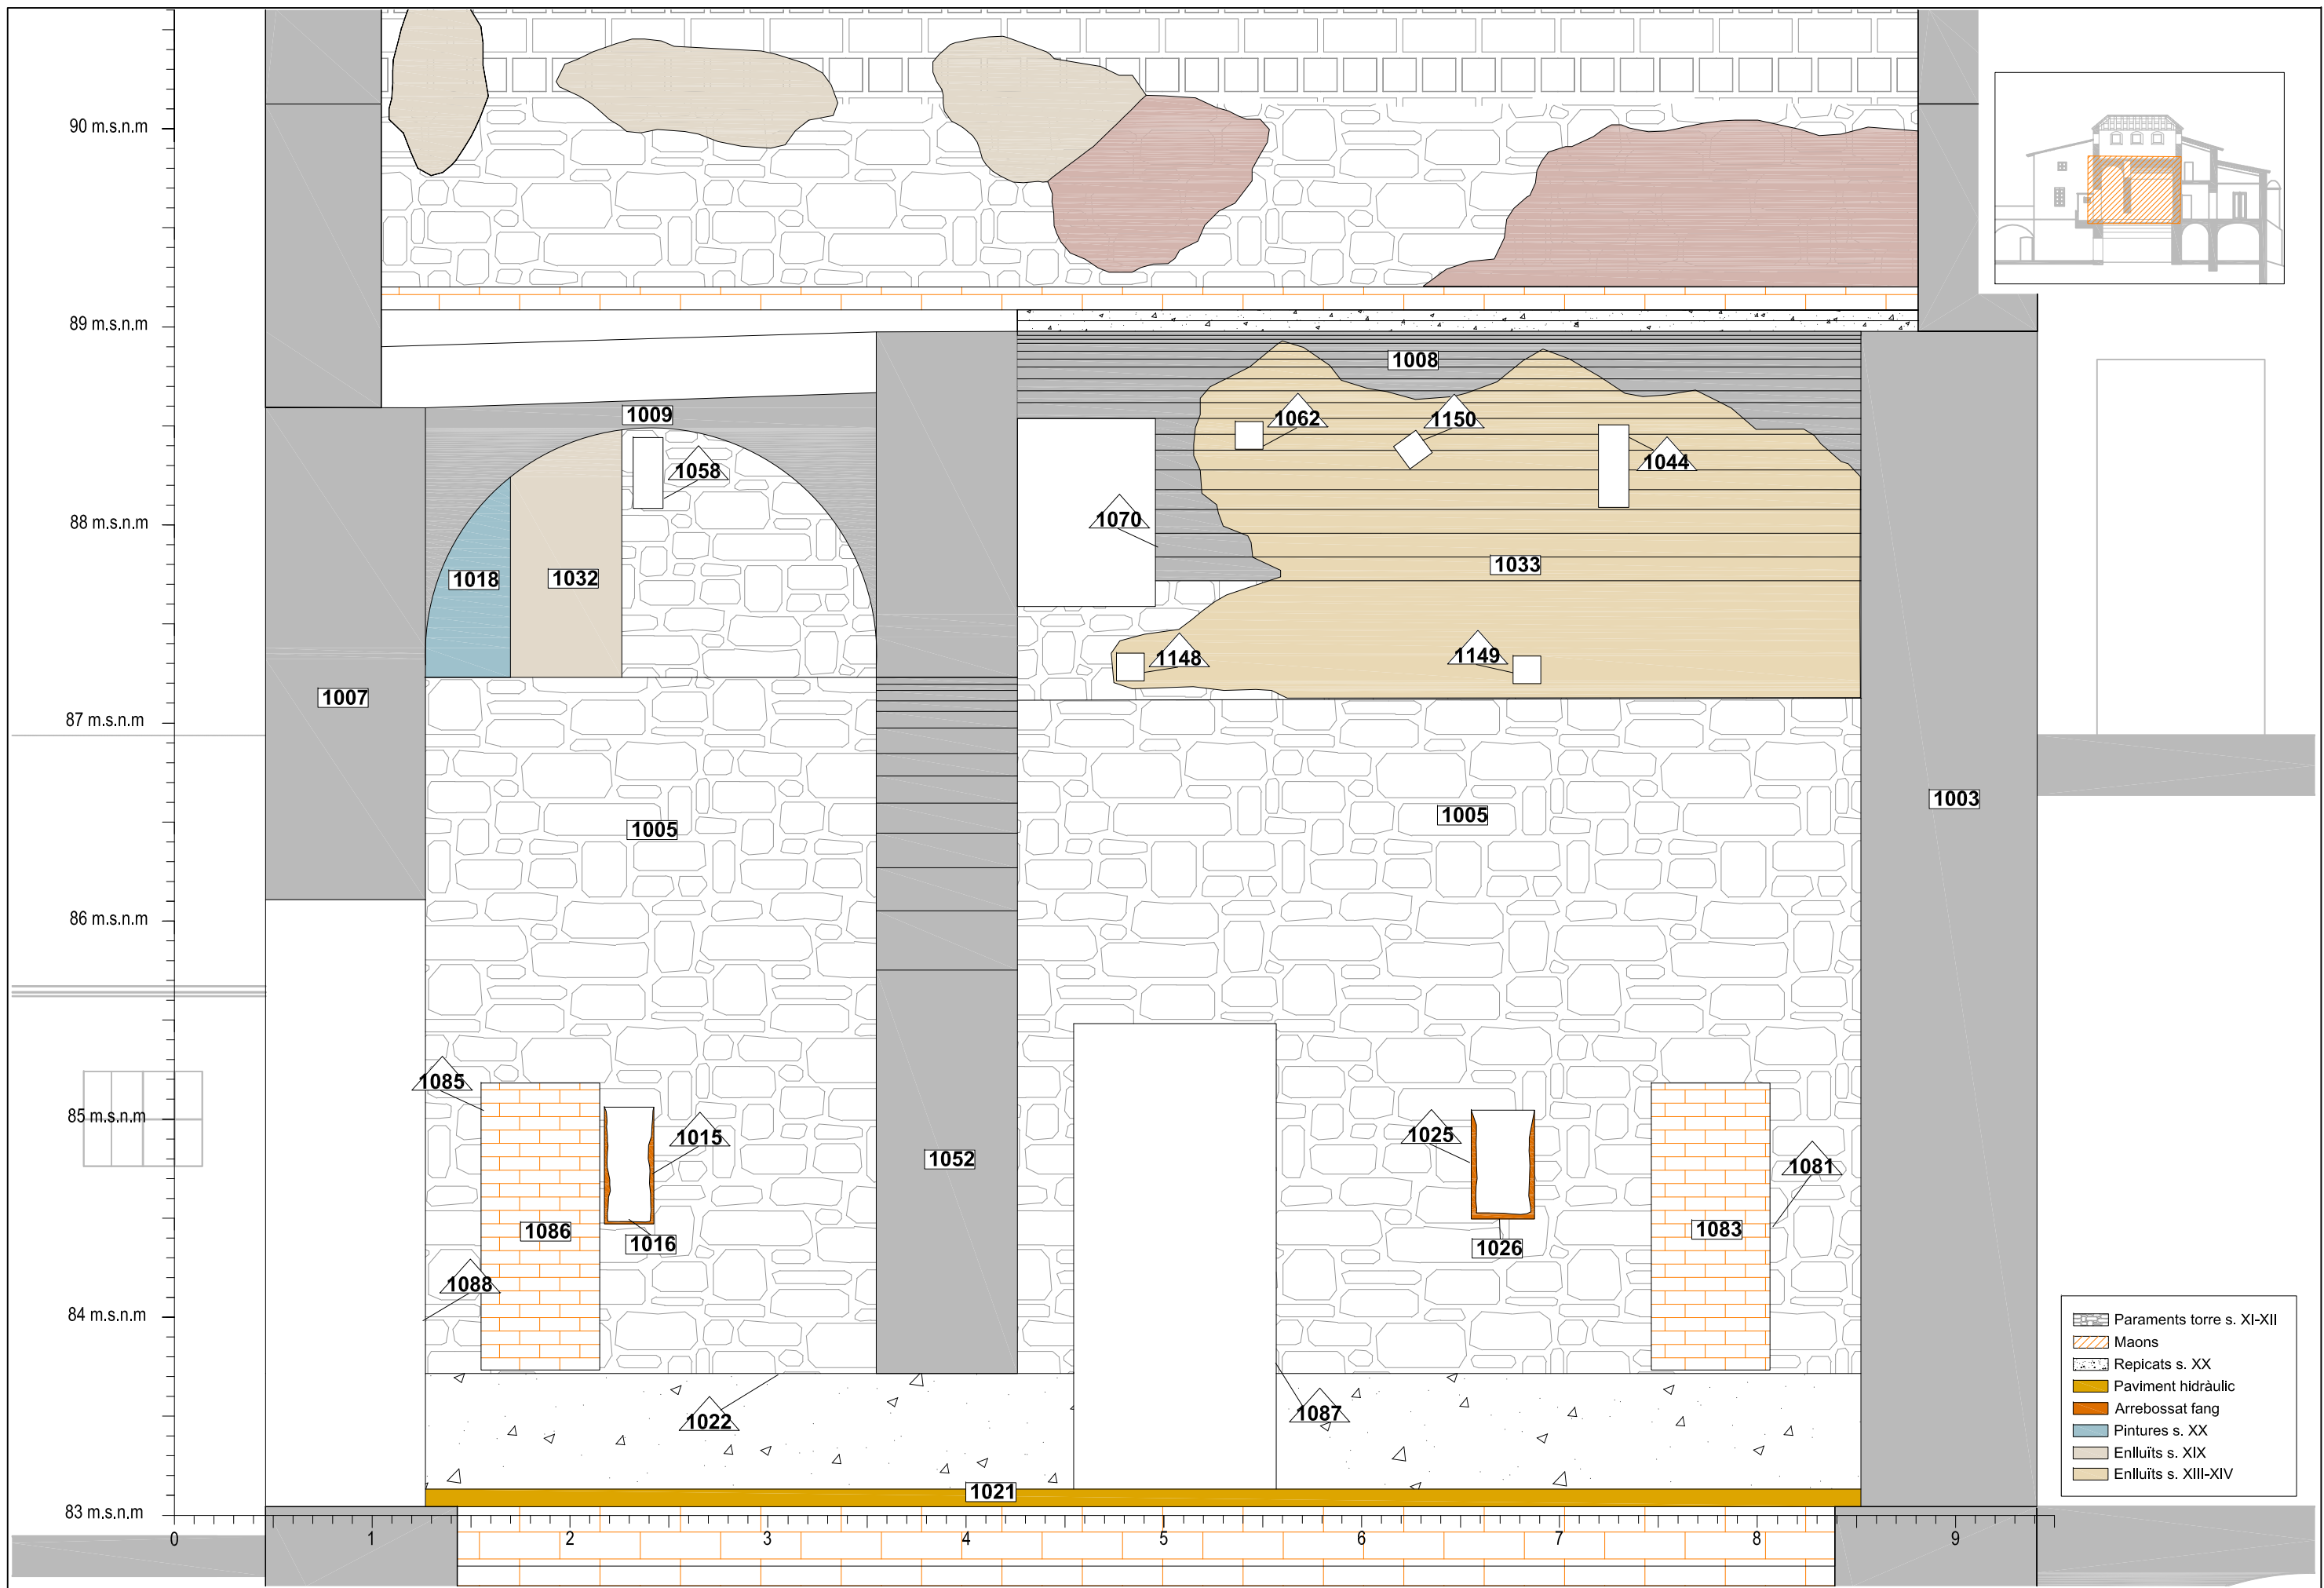 90 m.s.n.m
89 m.s.n.m
1008
1009
1062
1150
1058
1044
1070
88 m.s.n.m
1033
1018
1032
1148
1149
1007
87 m.s.n.m
1003
1005
1005
86 m.s.n.m
1085
85 m.s.n.m
1015
1025
1052
1081
1086
1083
1016
1026
1088
84 m.s.n.m
Paraments torre s. XI-XII
Maons
Repicats s. XX
Paviment hidràulic
Arrebossat fang
Pintures s. XX
Enlluïts s. XIX
Enlluïts s. XIII-XIV
1022
1087
1021
83 m.s.n.m
0 1 2 3 4 5 6 7 8 9